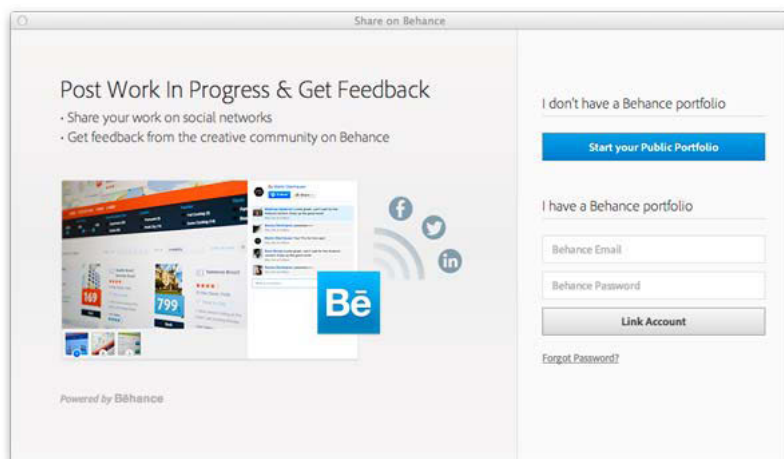 Share on Behance
Post Work In Progress & Get Feedback
• Share your work on social networks
• Get feedback from the creative community on Behance
169
799
Bē
f
in
Powered by Bēhance
I don't have a Behance portfolio
Start your Public Portfolio
I have a Behance portfolio
Behance Email
Behance Password
Link Account
Forgot Password?